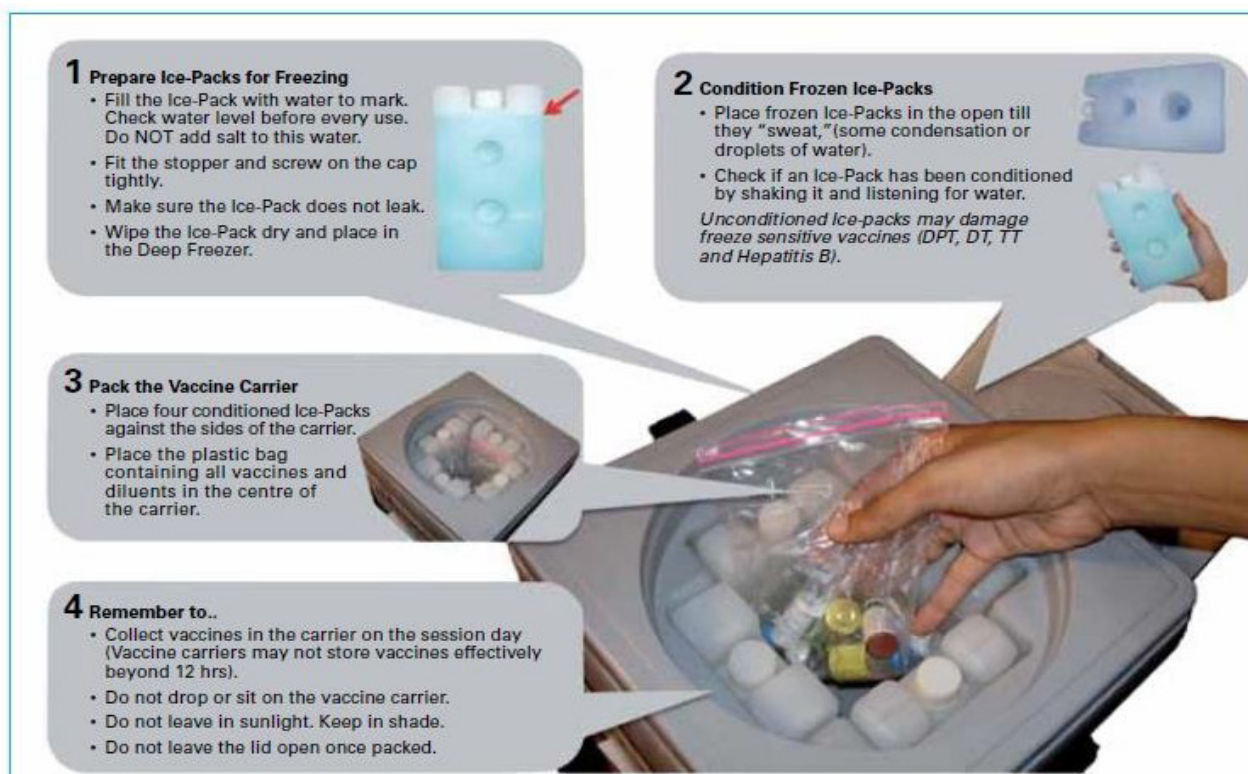 1 Prepare Ice-Packs for Freezing
• Fill the Ice-Pack with water to mark.
Check water level before every use.
Do NOT add salt to this water.
• Fit the stopper and screw on the cap
tightly.
• Make sure the Ice-Pack does not leak.
• Wipe the Ice-Pack dry and place in
the Deep Freezer.
2 Condition Frozen Ice-Packs
• Place frozen Ice-Packs in the open till
they “sweat,”(some condensation or
droplets of water).
• Check if an Ice-Pack has been conditioned
by shaking it and listening for water.
Unconditioned Ice-packs may damage
freeze sensitive vaccines (DPT, DT, TT
and Hepatitis B).
3 Pack the Vaccine Carrier
• Place four conditioned Ice-Packs
against the sides of the carrier.
• Place the plastic bag
containing all vaccines and
diluents in the centre of
the carrier.
4 Remember to..
• Collect vaccines in the carrier on the session day
(Vaccine carriers may not store vaccines effectively
beyond 12 hrs).
• Do not drop or sit on the vaccine carrier.
• Do not leave in sunlight. Keep in shade.
• Do not leave the lid open once packed.